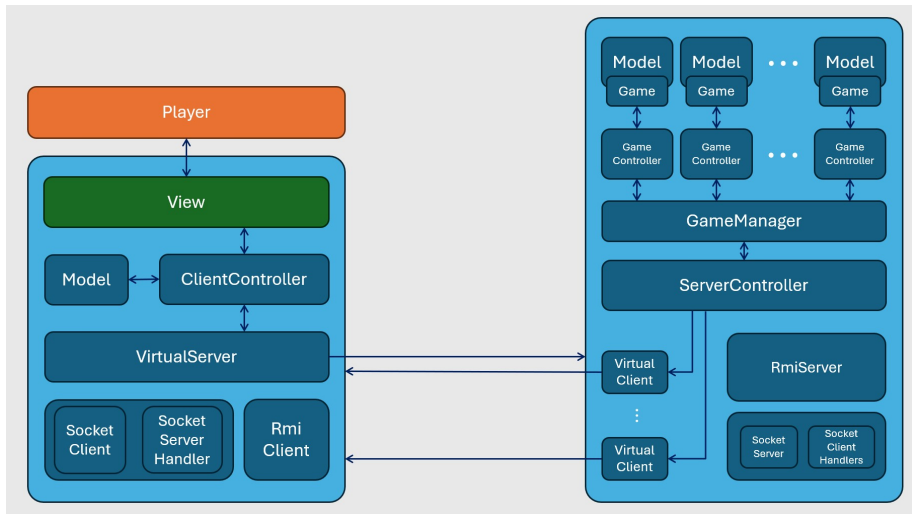 Player
View
Model
ClientController
VirtualServer
Socket
Client
Socket
Server
Handler
Rmi
Client
Model
Model
Model
Game
Game
Game
Game
Controller
Game
Controller
Game
Controller
GameManager
ServerController
Virtual
Client
RmiServer
Virtual
Client
Socket
Server
Socket
Client
Handlers